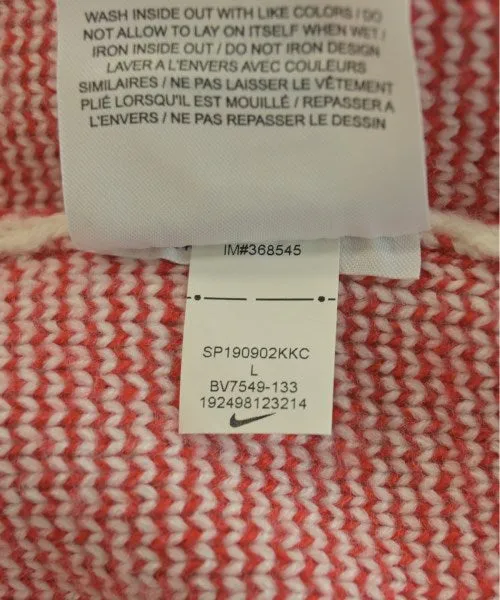 WASH INSIDE OUT WITH LIKE COLORS / DO
NOT ALLOW TO LAY ON ITSELF WHEN WET /
IRON INSIDE OUT / DO NOT IRON DESIGN
LAVER A L'ENVERS AVEC COULEURS
SIMILAIRES / NE PAS LAISSER LE VÊTEMENT
PLIÉ LORSQU'IL EST MOUILLÉ / REPASSER A
L'ENVERS / NE PAS REPASSER LE DESSIN
IM#368545
SP190902KKC
L
BV7549-133
192498123214